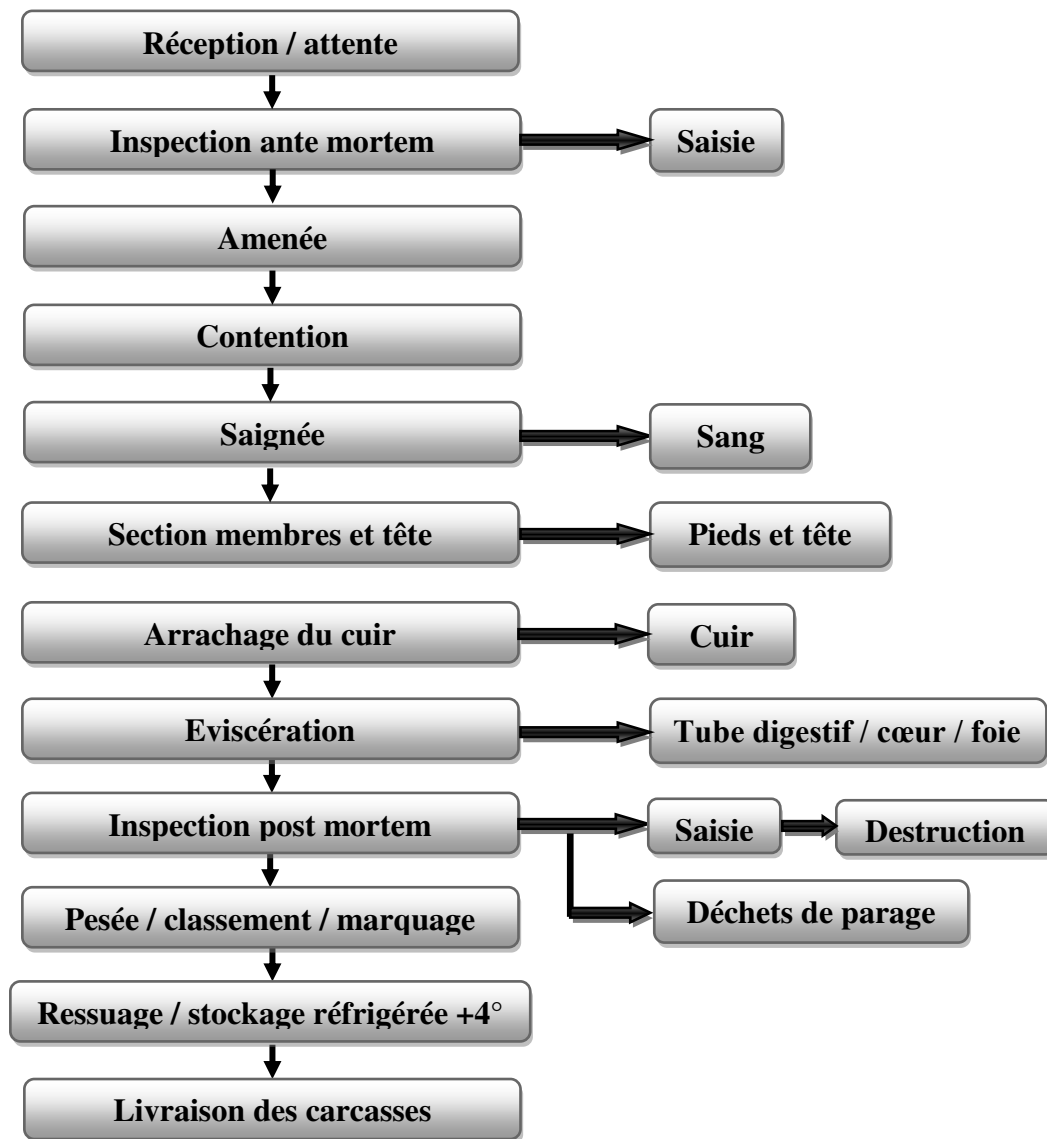 Réception / attente
Inspection ante mortem
Saisie
Amenée
Contention
Saignée
Sang
Section membres et tête
Pieds et tête
Arrachage du cuir
Cuir
Eviscération
Tube digestif / cœur / foie
Inspection post mortem
Saisie
Destruction
Déchets de parage
Pesée / classement / marquage
Ressuage / stockage réfrigérée +4°
Livraison des carcasses